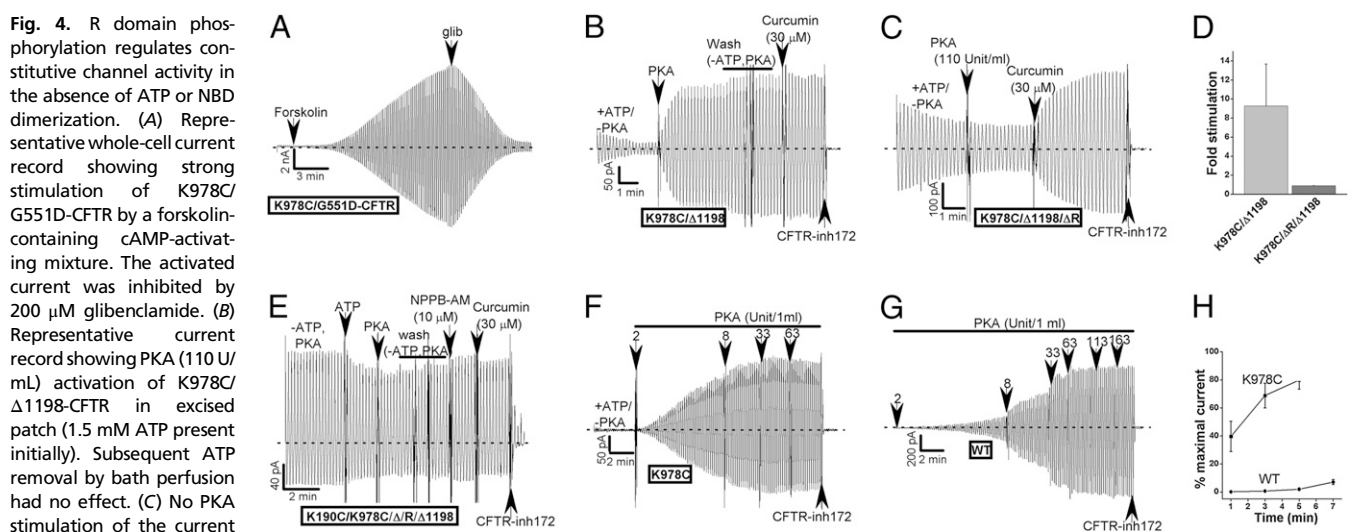 Fig. 4. R domain phos-
phorylation regulates con-
stitutive channel activity in
the absence of ATP or NBD
dimerization. (A) Repre-
sentative whole-cell current
record showing strong
stimulation of K978C/
G551D-CFTR by a forskolin-
containing cAMP-activat-
ing mixture. The activated
current was inhibited by
200 μM glibenclamide. (B)
Representative current
record showing PKA (110 U/
mL) activation of K978C/
Δ1198-CFTR in excised
patch (1.5 mM ATP present
initially). Subsequent ATP
removal by bath perfusion
had no effect. (C) No PKA
stimulation of the current
A
glib
Forskolin
2 nA
3 min
K978C/G551D-CFTR
B
Curcumin
(30 μM)
Wash
(-ATP,PKA)
PKA
+ATP/
-PKA
50 pA
1 min
K978C/Δ1198
CFTR-inh172
C
PKA
(110 Unit/ml)
Curcumin
(30 μM)
+ATP/
-PKA
100 pA
1 min
K978C/Δ1198/ΔR
CFTR-inh172
D
Fold stimulation
14
12
10
8
6
4
2
0
K978C/Δ1198
K978C/ΔR/Δ1198
E
NPPB-AM
(10 μM)
Curcumin
(30 μM)
ATP
PKA
wash
(-ATP,PKA)
-ATP,
PKA
40 pA
2 min
K190C/K978C/Δ/R/Δ1198
CFTR-inh172
F
PKA (Unit/1ml)
2
8
33
63
+ATP/
-PKA
50 pA
2 min
K978C
CFTR-inh172
G
PKA (Unit/1 ml)
2
8
33
63
113
163
200 pA
2 min
WT
CFTR-inh172
H
% maximal current
100
80
60
40
20
0
K978C
WT
1 2 3 4 5 6 7
Time (min)